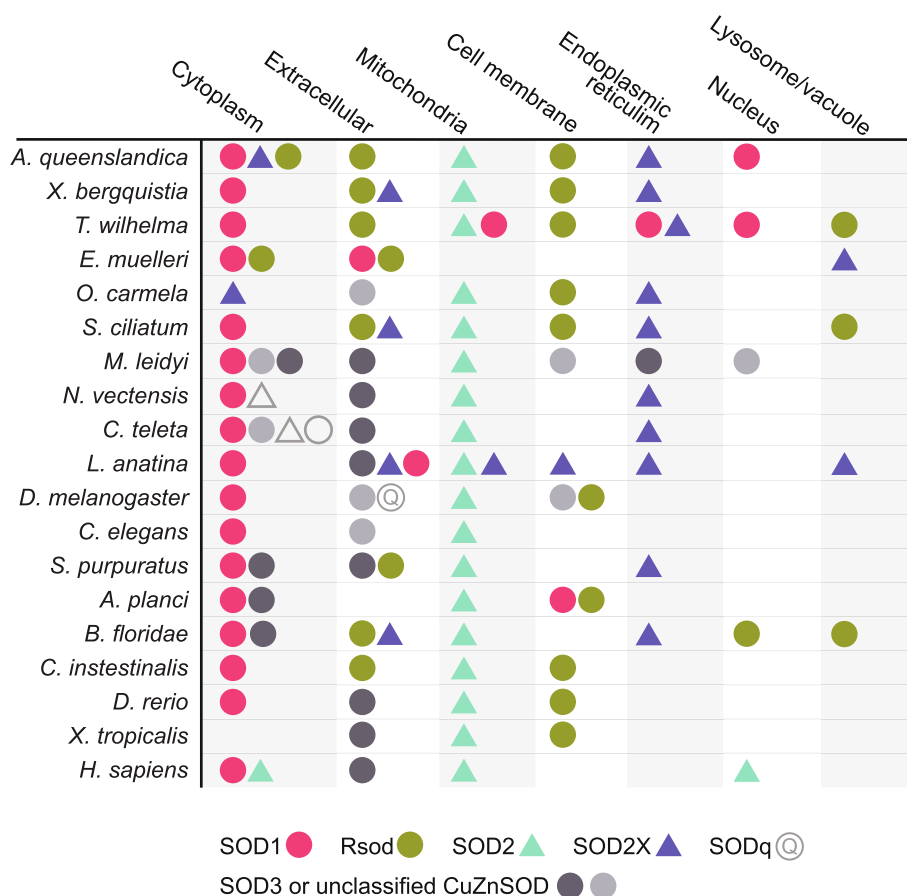 Cytoplasm
Extracellular
Mitochondria
Cell membrane
Endoplasmic
reticulim
Nucleus
Lysosome/vacuole
A. queenslandica
X. bergquistia
T. wilhelma
E. muelleri
O. carmela
S. ciliatum
M. leidyi
N. vectensis
C. teleta
L. anatina
D. melanogaster
Q
C. elegans
S. purpuratus
A. planci
B. floridae
C. instestinalis
D. rerio
X. tropicalis
H. sapiens
SOD1 Rsod SOD2 SOD2X SODq Q
SOD3 or unclassified CuZnSOD